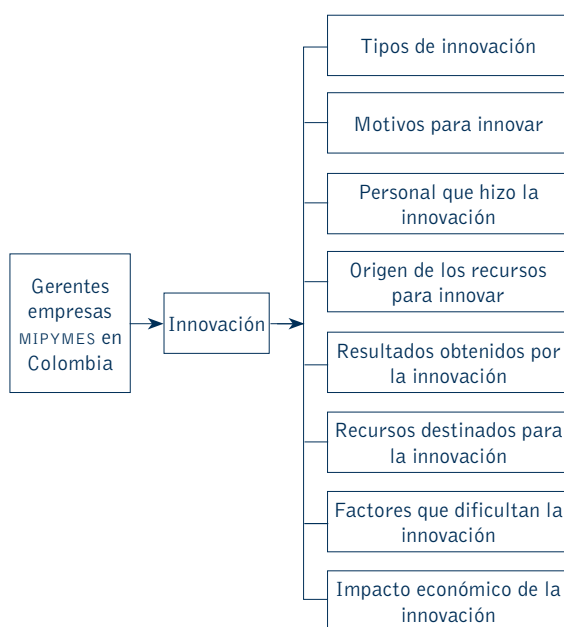 Gerentes
empresas
MIPYMES en
Colombia
Innovación
Tipos de innovación
Motivos para innovar
Personal que hizo la
innovación
Origen de los recursos
para innovar
Resultados obtenidos por
la innovación
Recursos destinados para
la innovación
Factores que dificultan la
innovación
Impacto económico de la
innovación